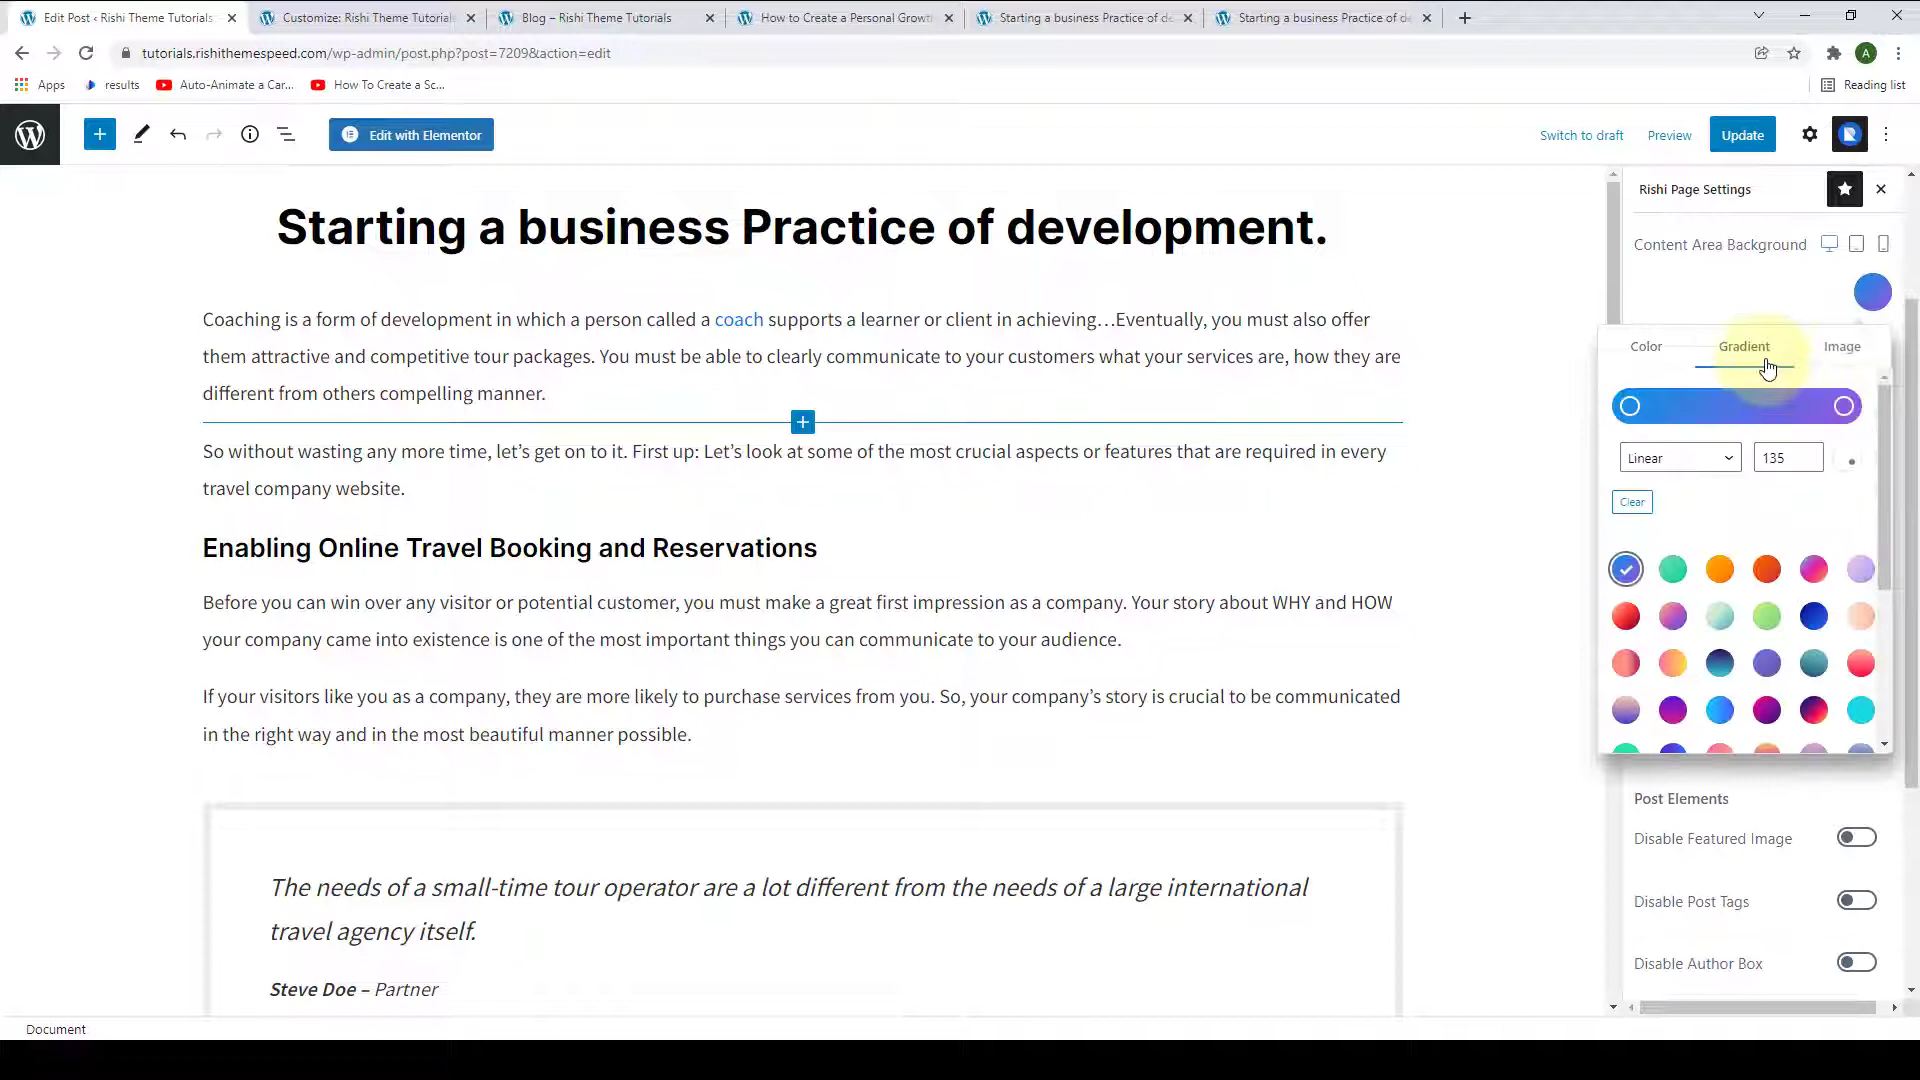 Edit Post ‹ Rishi Theme Tutorials
Customize: Rishi Theme Tutorials
Blog – Rishi Theme Tutorials
How to Create a Personal Growth
Starting a business Practice of de
Starting a business Practice of de
tutorials.rishithemespeed.com/wp-admin/post.php?post=7209&action=edit
A
Apps
results
Auto-Animate a Car...
How To Create a Sc...
Reading list
Edit with Elementor
Switch to draft
Preview
Update
Rishi Page Settings
Starting a business Practice of development.
Content Area Background
Coaching is a form of development in which a person called a coach supports a learner or client in achieving…Eventually, you must also offer
them attractive and competitive tour packages. You must be able to clearly communicate to your customers what your services are, how they are
different from others compelling manner.
Color
Gradient
Image
So without wasting any more time, let’s get on to it. First up: Let’s look at some of the most crucial aspects or features that are required in every
travel company website.
Linear
135
Clear
Enabling Online Travel Booking and Reservations
Before you can win over any visitor or potential customer, you must make a great first impression as a company. Your story about WHY and HOW
your company came into existence is one of the most important things you can communicate to your audience.
If your visitors like you as a company, they are more likely to purchase services from you. So, your company’s story is crucial to be communicated
in the right way and in the most beautiful manner possible.
Post Elements
Disable Featured Image
Disable Post Tags
Disable Author Box
The needs of a small-time tour operator are a lot different from the needs of a large international
travel agency itself.
Steve Doe – Partner
Document